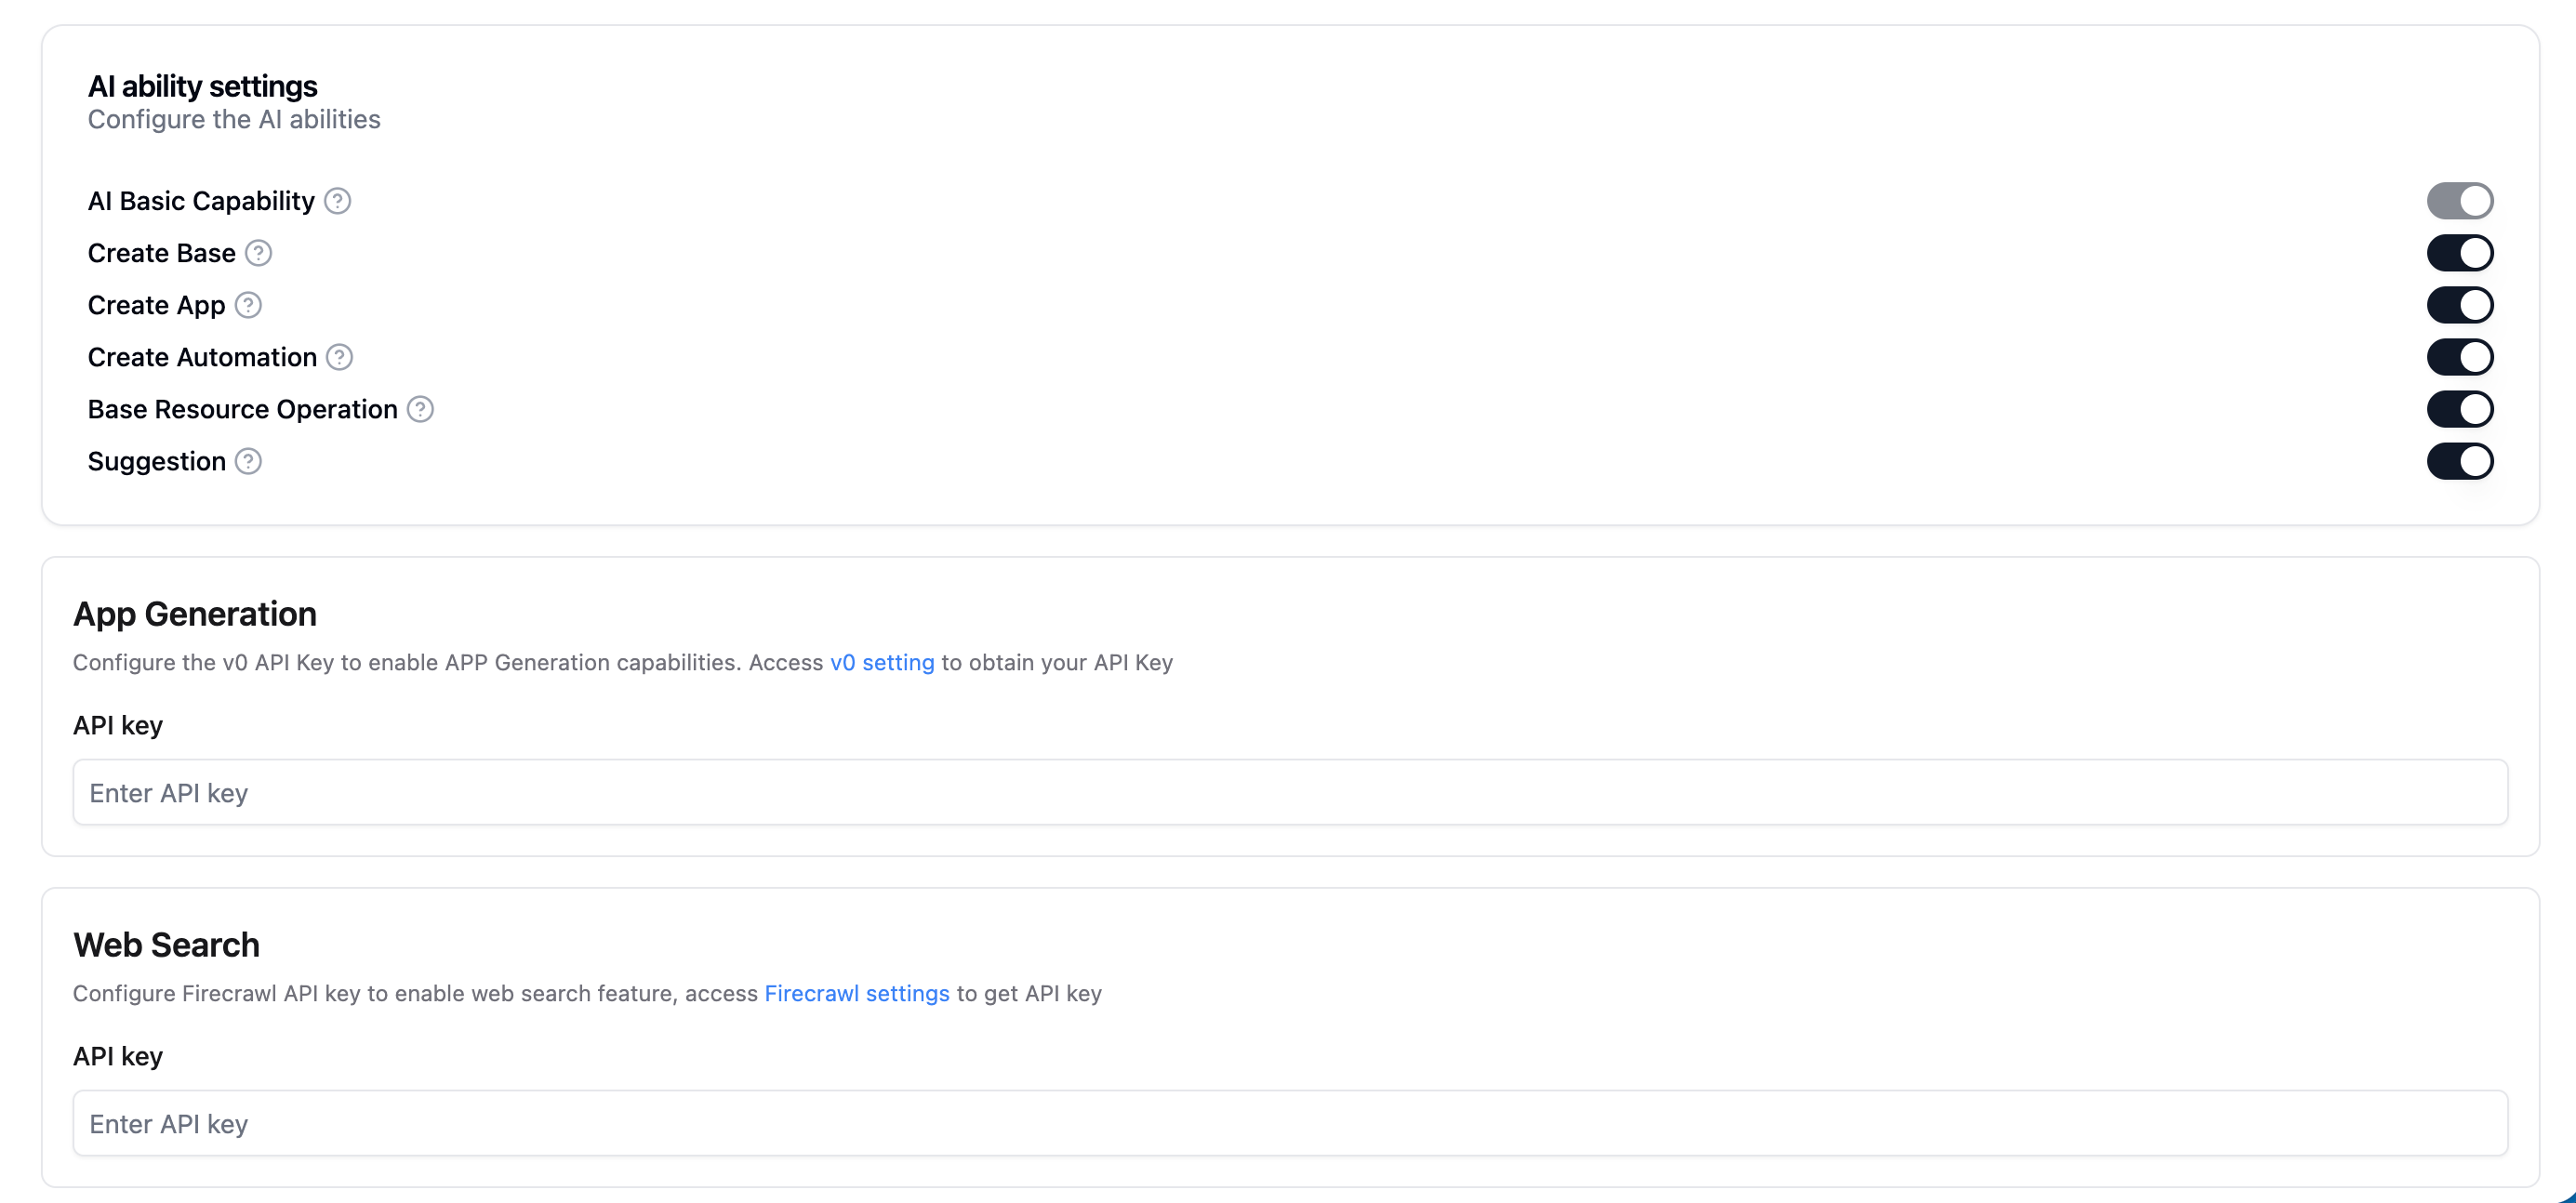 AI ability settings
Configure the AI abilities
AI Basic Capability
Create Base
Create App
Create Automation
Base Resource Operation
Suggestion
App Generation
Configure the v0 API Key to enable APP Generation capabilities. Access v0 setting to obtain your API Key
API key
Enter API key
Web Search
Configure Firecrawl API key to enable web search feature, access Firecrawl settings to get API key
API key
Enter API key